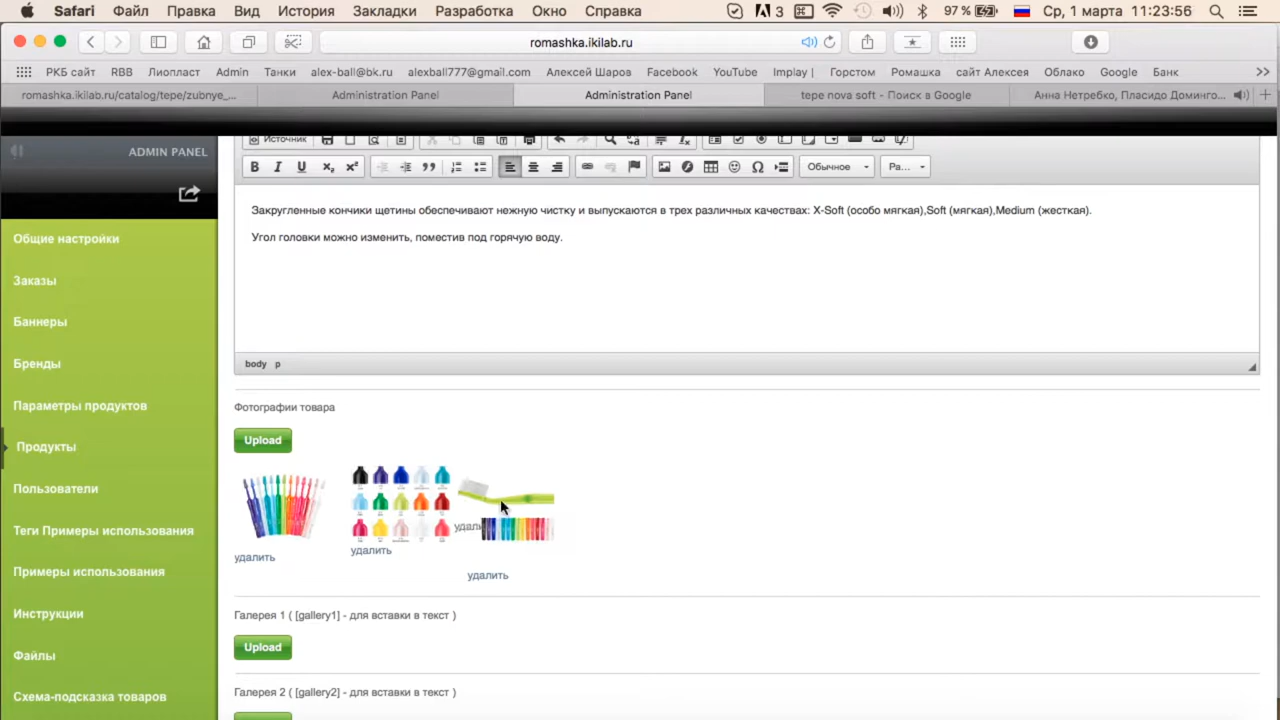 Safari Файл Правка Вид История Закладки Разработка Окно Справка 3 97 % Ср, 1 марта 11:23:56
romashka.ikilab.ru
РКБ сайт RBB Лиопласт Admin Танки alex-ball@bk.ru alexball777@gmail.com Алексей Шаров Facebook YouTube Implay | Горстом Ромашка сайт Алексея Облако Google Банк
romashka.ikilab.ru/catalog/tepe/zubnye_... Administration Panel Administration Panel tepe nova soft - Поиск в Google Анна Нетребко, Пласидо Доминго...
ADMIN PANEL
Общие настройки
Заказы
Баннеры
Бренды
Параметры продуктов
Продукты
Пользователи
Теги Примеры использования
Примеры использования
Инструкции
Файлы
Схема-подсказка товаров
Источник
Обычное Ра...
Закругленные кончики щетины обеспечивают нежную чистку и выпускаются в трех различных качествах: X-Soft (особо мягкая),Soft (мягкая),Medium (жесткая).
Угол головки можно изменить, поместив под горячую воду.
body p
Фотографии товара
Upload
удали
удалить
удалить
удалить
Галерея 1 ( [gallery1] - для вставки в текст )
Upload
Галерея 2 ( [gallery2] - для вставки в текст )